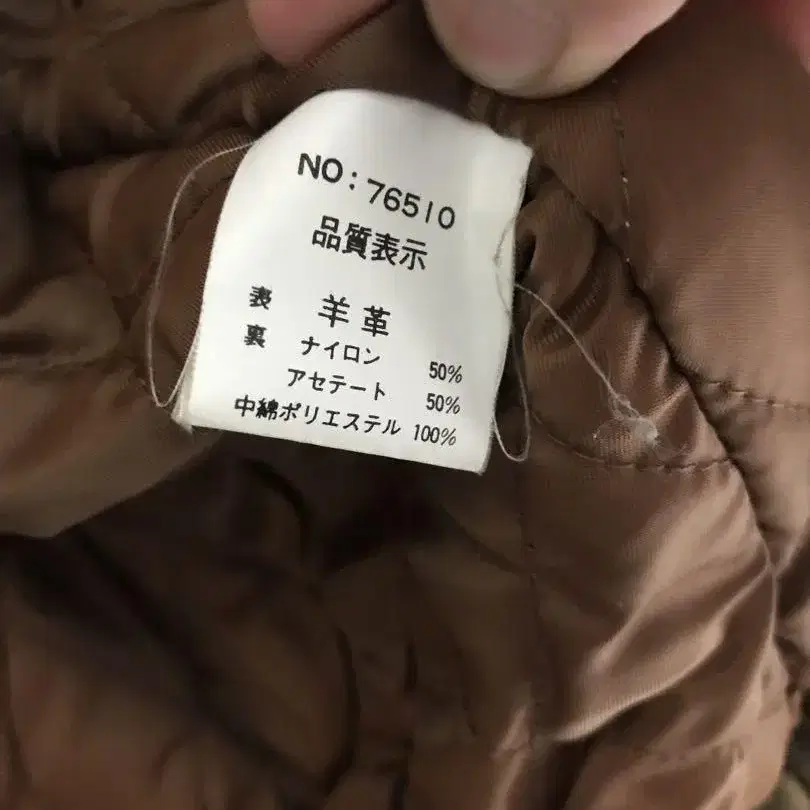 NO:76510
品質表示
表 羊革
裏 ナイロン 50%
アセテート 50%
中綿ポリエステル 100%